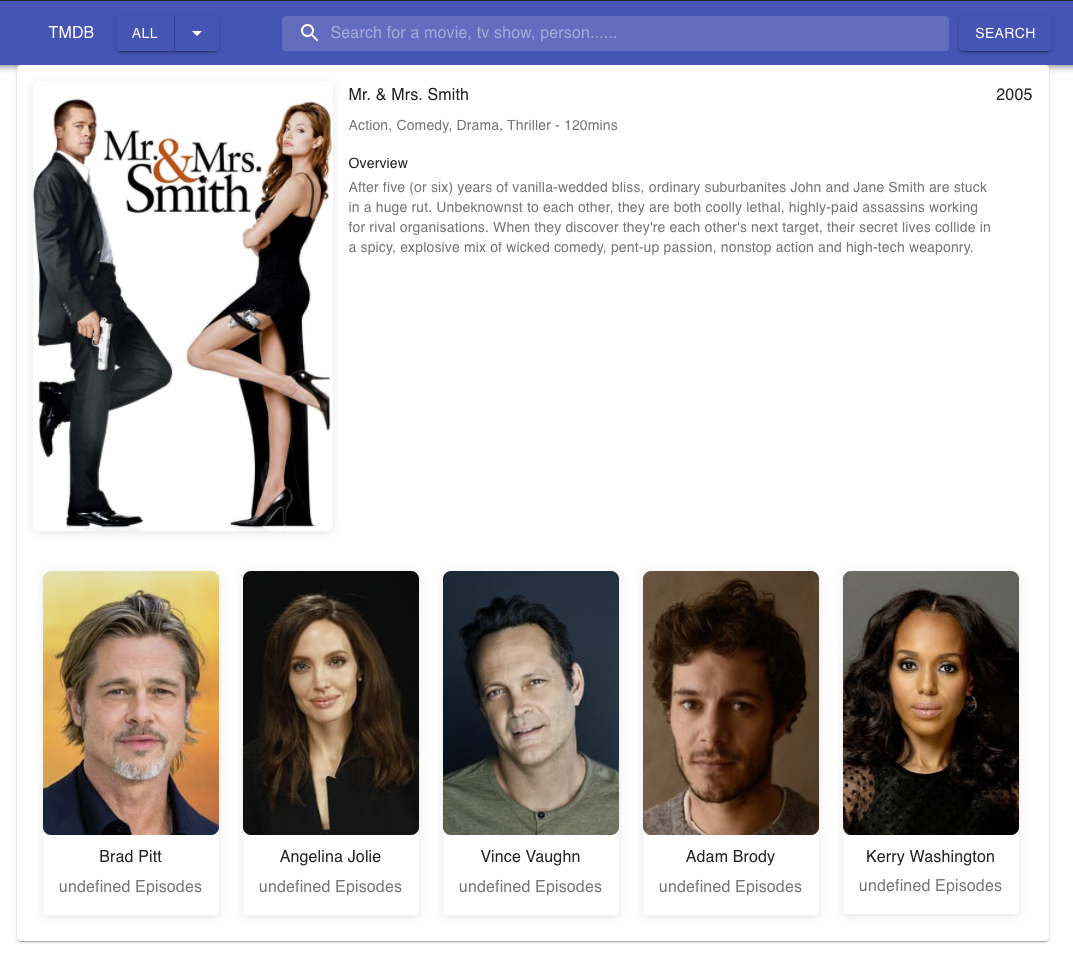 TMDB ALL Search for a movie, tv show, person...... SEARCH
Mr. & Mrs. Smith
Mr. & Mrs. Smith 2005
Action, Comedy, Drama, Thriller - 120mins
Overview
After five (or six) years of vanilla-wedded bliss, ordinary suburbanites John and Jane Smith are stuck
in a huge rut. Unbeknownst to each other, they are both coolly lethal, highly-paid assassins working
for rival organisations. When they discover they're each other's next target, their secret lives collide in
a spicy, explosive mix of wicked comedy, pent-up passion, nonstop action and high-tech weaponry.
Brad Pitt Angelina Jolie Vince Vaughn Adam Brody Kerry Washington
undefined Episodes undefined Episodes undefined Episodes undefined Episodes undefined Episodes